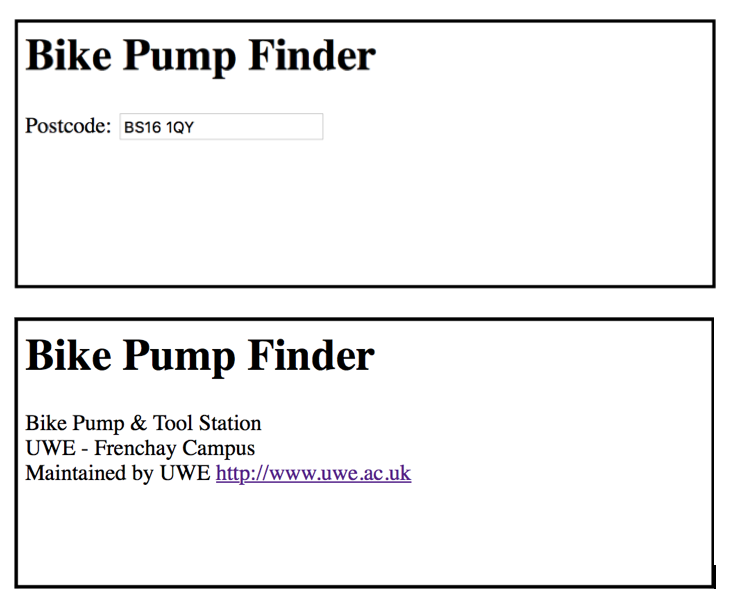 Bike Pump Finder
Postcode: BS16 1QY
Bike Pump Finder
Bike Pump & Tool Station
UWE - Frenchay Campus
Maintained by UWE http://www.uwe.ac.uk